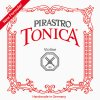 PIRASTRO
TONICA
Violine
Handmade in Germany